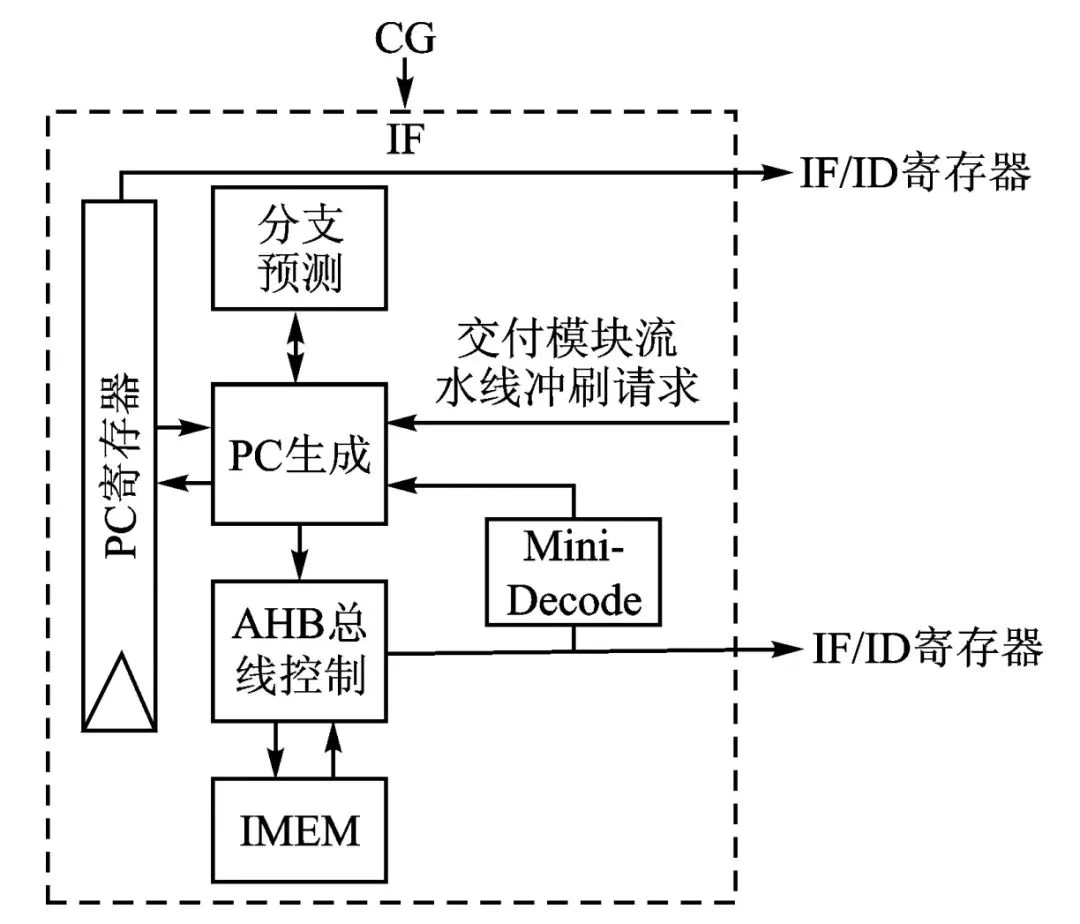 CG
IF
IF/ID寄存器
分支
预测
交付模块流
水线冲刷请求
PC寄存器
PC生成
Mini-
Decode
AHB总
线控制
IF/ID寄存器
IMEM